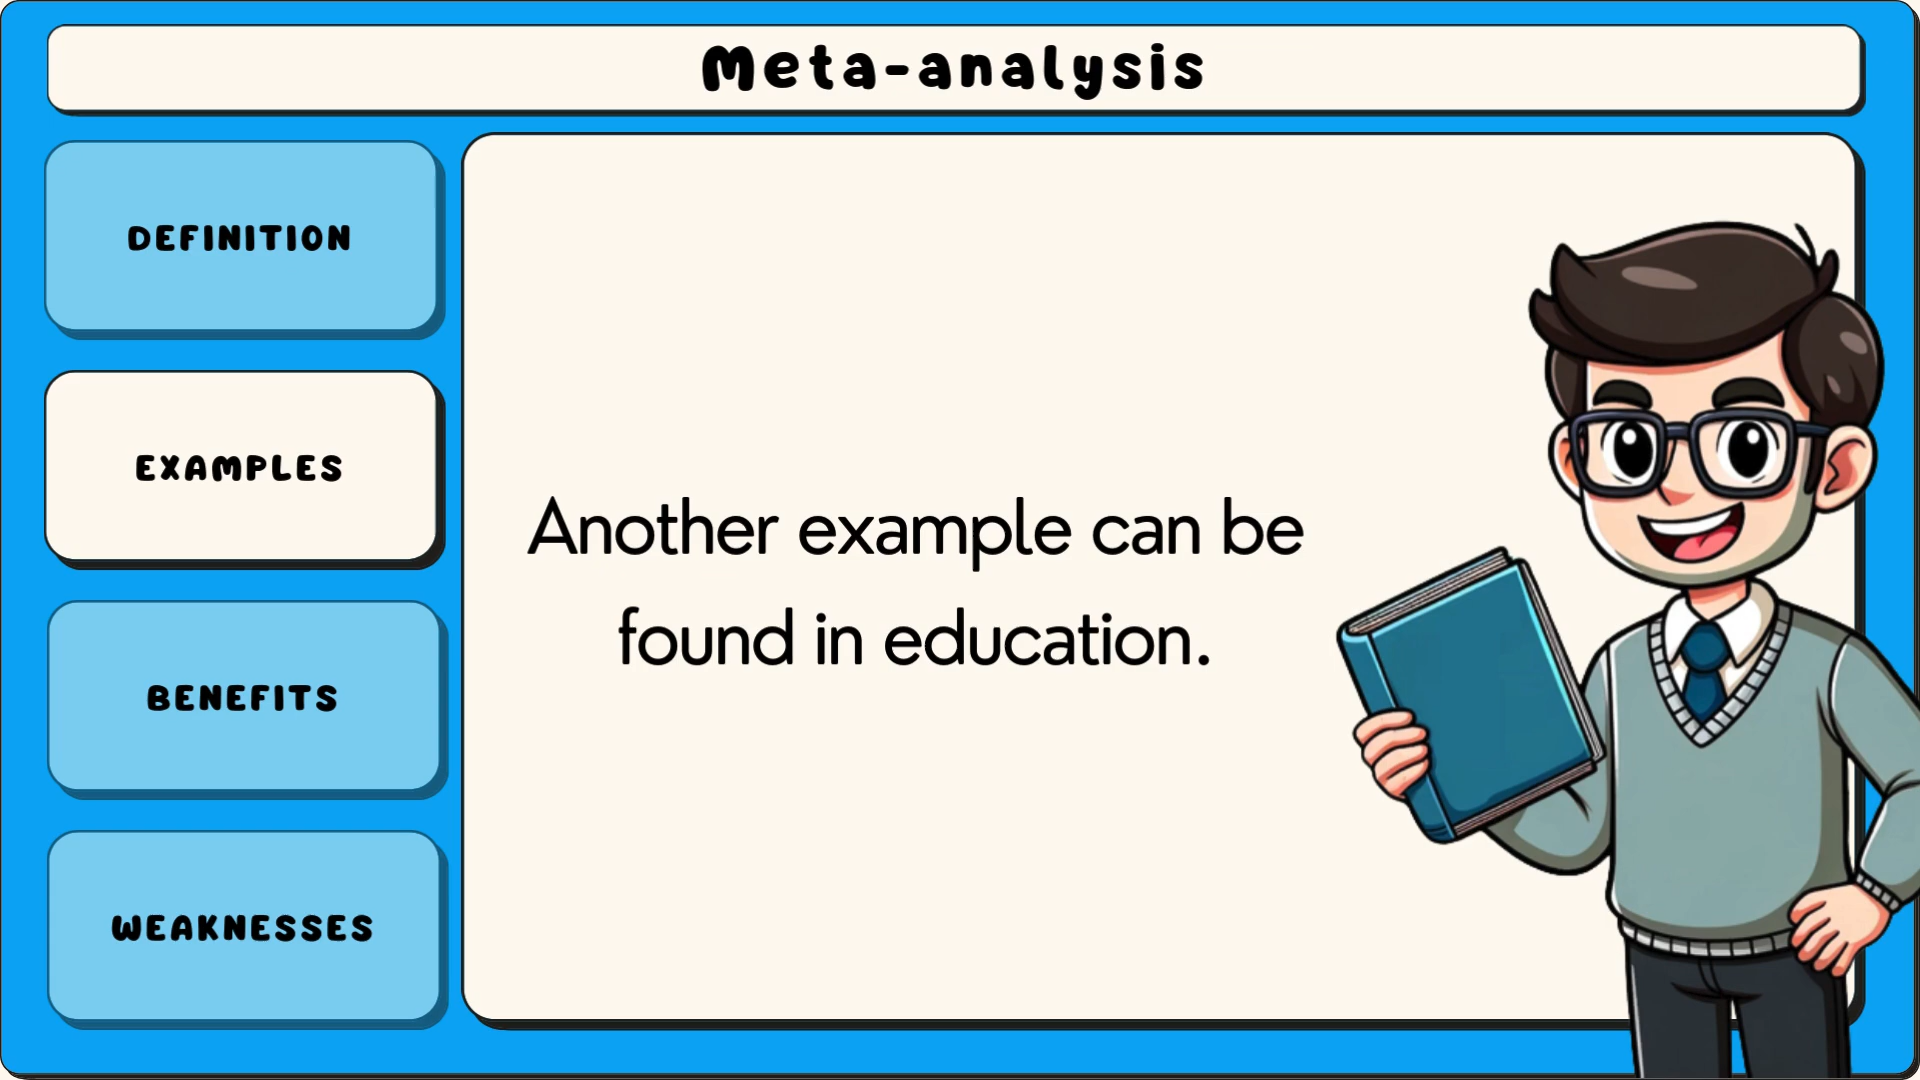 Meta-analysis
DEFINITION
EXAMPLES
BENEFITS
WEAKNESSES
Another example can be
found in education.